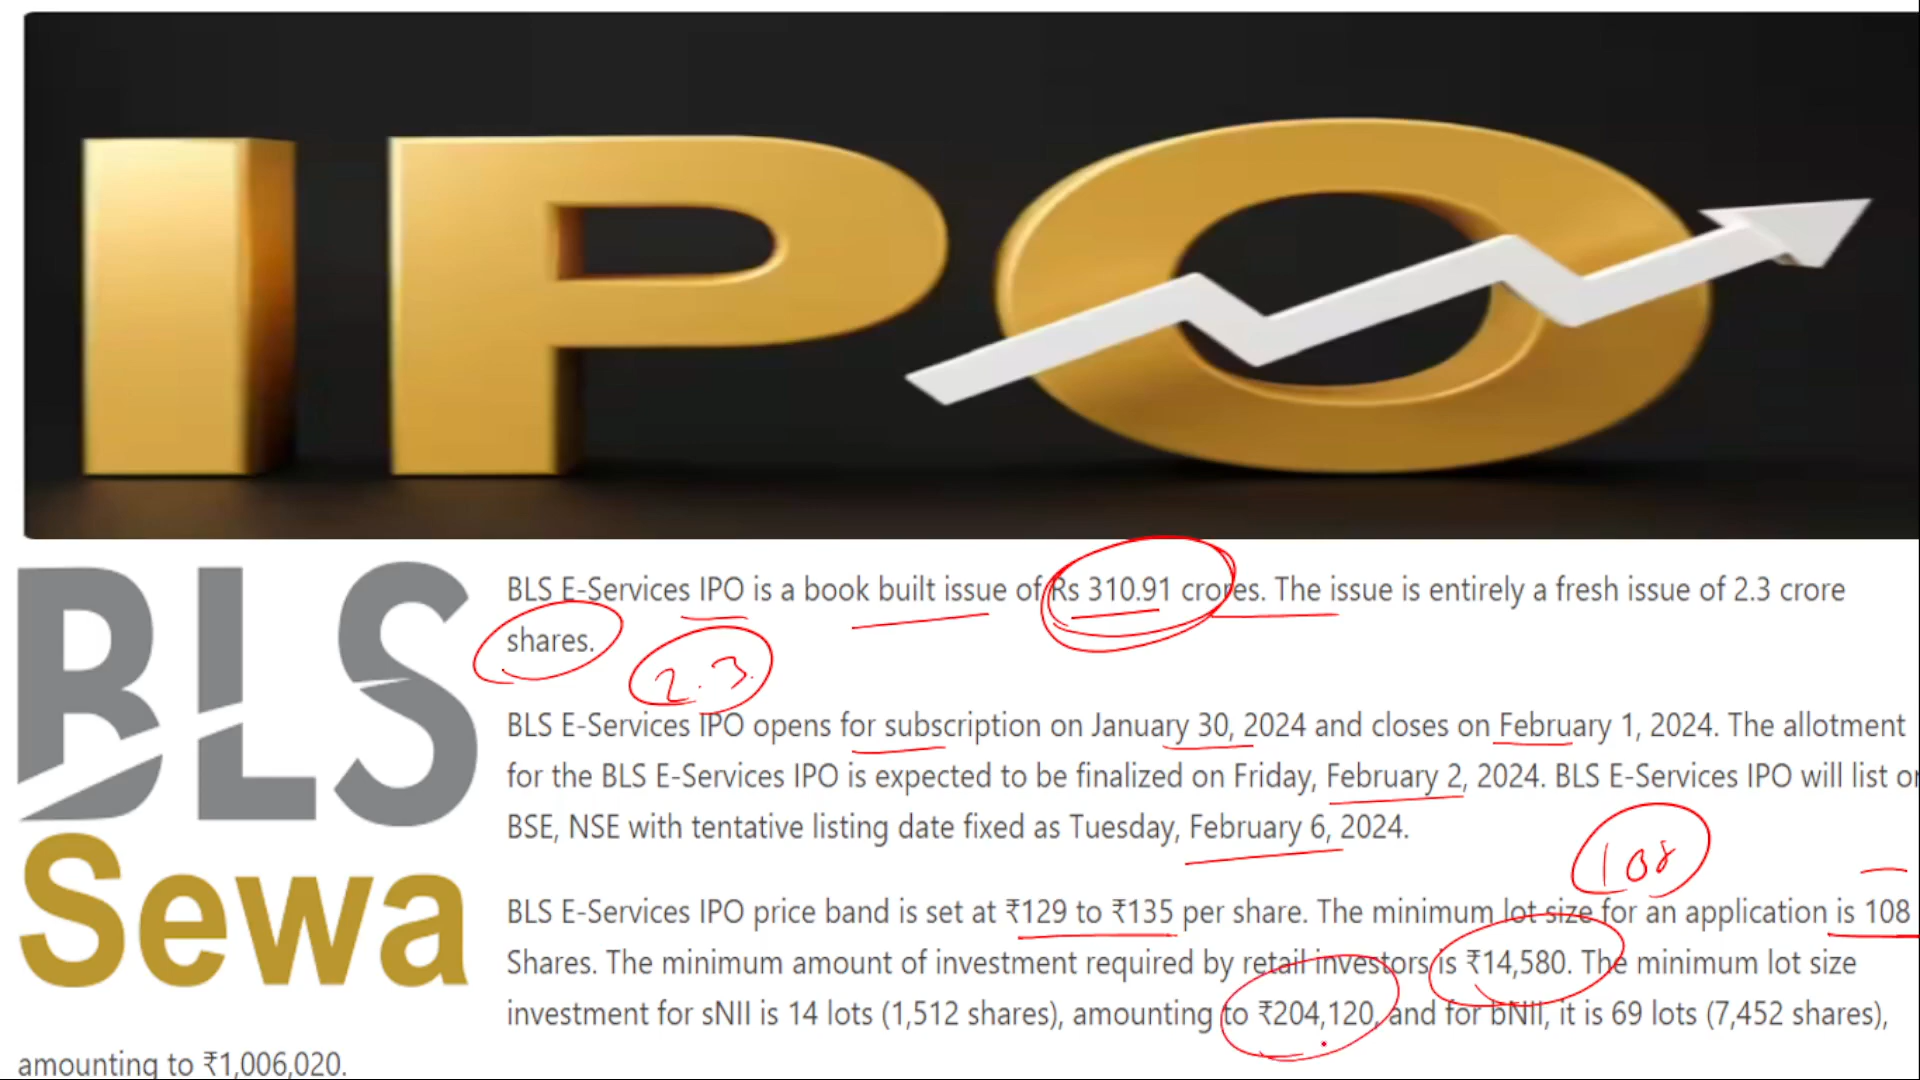 IPO
BLS
Sewa
BLS E-Services IPO is a book built issue of Rs 310.91 crores. The issue is entirely a fresh issue of 2.3 crore
shares.
2.3
BLS E-Services IPO opens for subscription on January 30, 2024 and closes on February 1, 2024. The allotment
for the BLS E-Services IPO is expected to be finalized on Friday, February 2, 2024. BLS E-Services IPO will list on
BSE, NSE with tentative listing date fixed as Tuesday, February 6, 2024.
108
BLS E-Services IPO price band is set at ₹129 to ₹135 per share. The minimum lot size for an application is 108
Shares. The minimum amount of investment required by retail investors is ₹14,580. The minimum lot size
investment for sNII is 14 lots (1,512 shares), amounting to ₹204,120, and for bNII, it is 69 lots (7,452 shares),
amounting to ₹1,006,020.